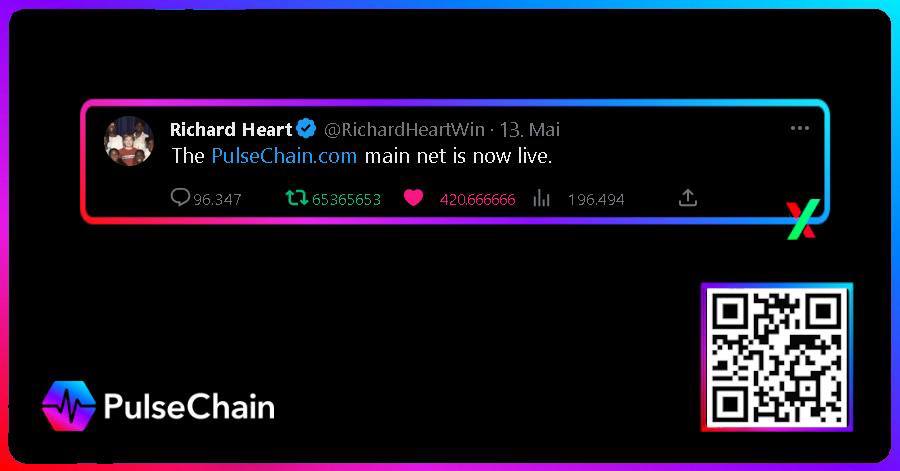 Richard Heart @RichardHeartWin · 13. Mai
The PulseChain.com main net is now live.
96.347 65365653 420.666666 196.494
X
PulseChain